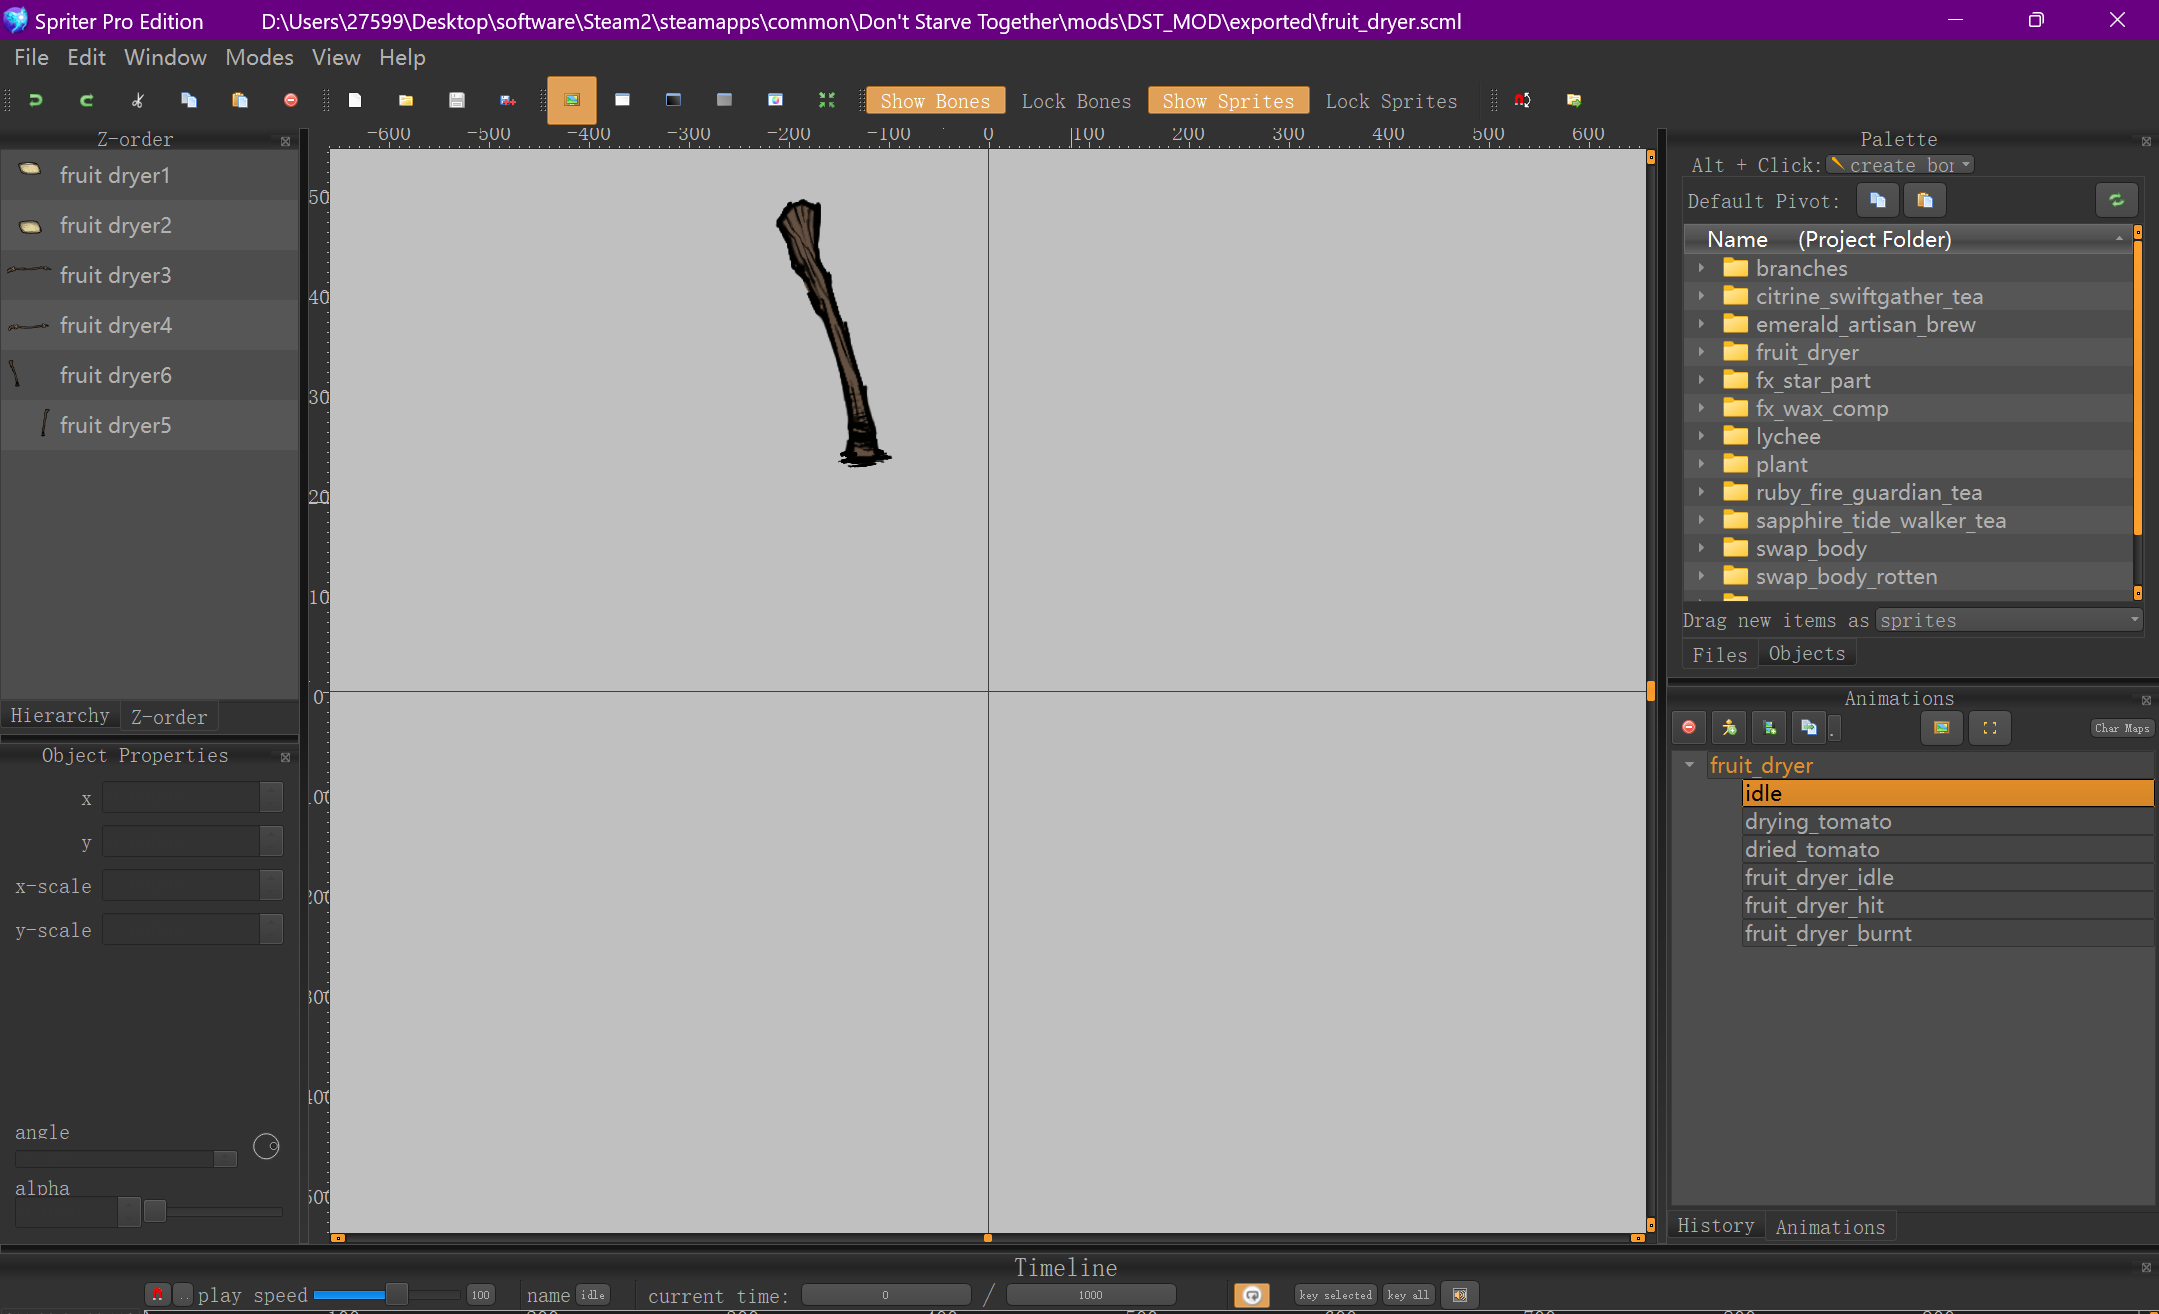 Spriter Pro Edition D:\Users\27599\Desktop\software\Steam2\steamapps\common\Don't Starve Together\mods\DST_MOD\exported\fruit_dryer.scml
File Edit Window Modes View Help
Show Bones Lock Bones Show Sprites Lock Sprites
Z-order
fruit dryer1
fruit dryer2
fruit dryer3
fruit dryer4
fruit dryer6
fruit dryer5
Hierarchy Z-order
Object Properties
x
y
x-scale
y-scale
angle
alpha
-600 -500 -400 -300 -200 -100 0 100 200 300 400 500 600
Palette
Alt + Click: create bor
Default Pivot:
Name (Project Folder)
branches
citrine_swiftgather_tea
emerald_artisan_brew
fruit_dryer
fx_star_part
fx_wax_comp
lychee
plant
ruby_fire_guardian_tea
sapphire_tide_walker_tea
swap_body
swap_body_rotten
Drag new items as sprites
Files Objects
Animations
Char Maps
fruit_dryer
idle
drying_tomato
dried_tomato
fruit_dryer_idle
fruit_dryer_hit
fruit_dryer_burnt
History Animations
Timeline
play speed 100 name idle current time: 0 / 1000 key selected key all